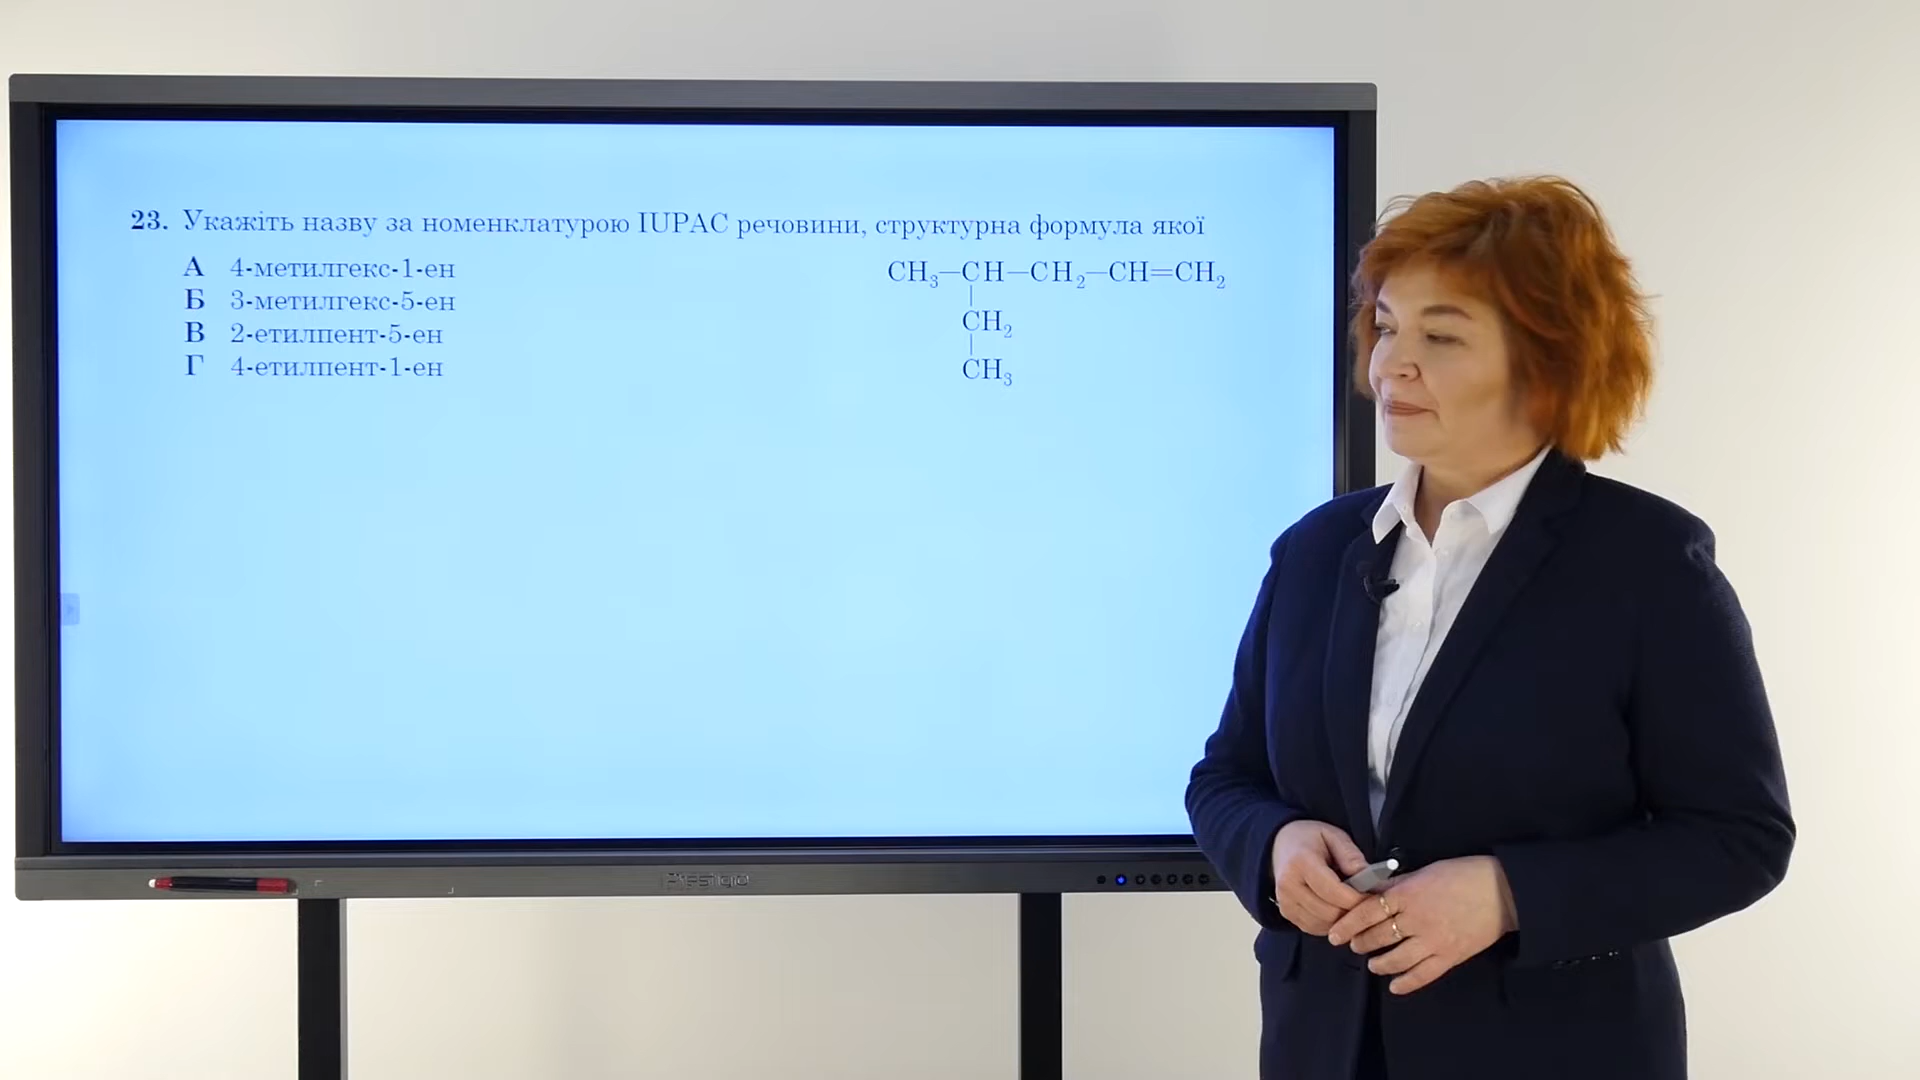 23. Укажіть назву за номенклатурою IUPAC речовини, структурна формула якої
А 4-метилгекс-1-ен
Б 3-метилгекс-5-ен
В 2-етилпент-5-ен
Г 4-етилпент-1-ен
CH₃—CH—CH₂—CH=CH₂
|
CH₂
|
CH₃
Prestigio